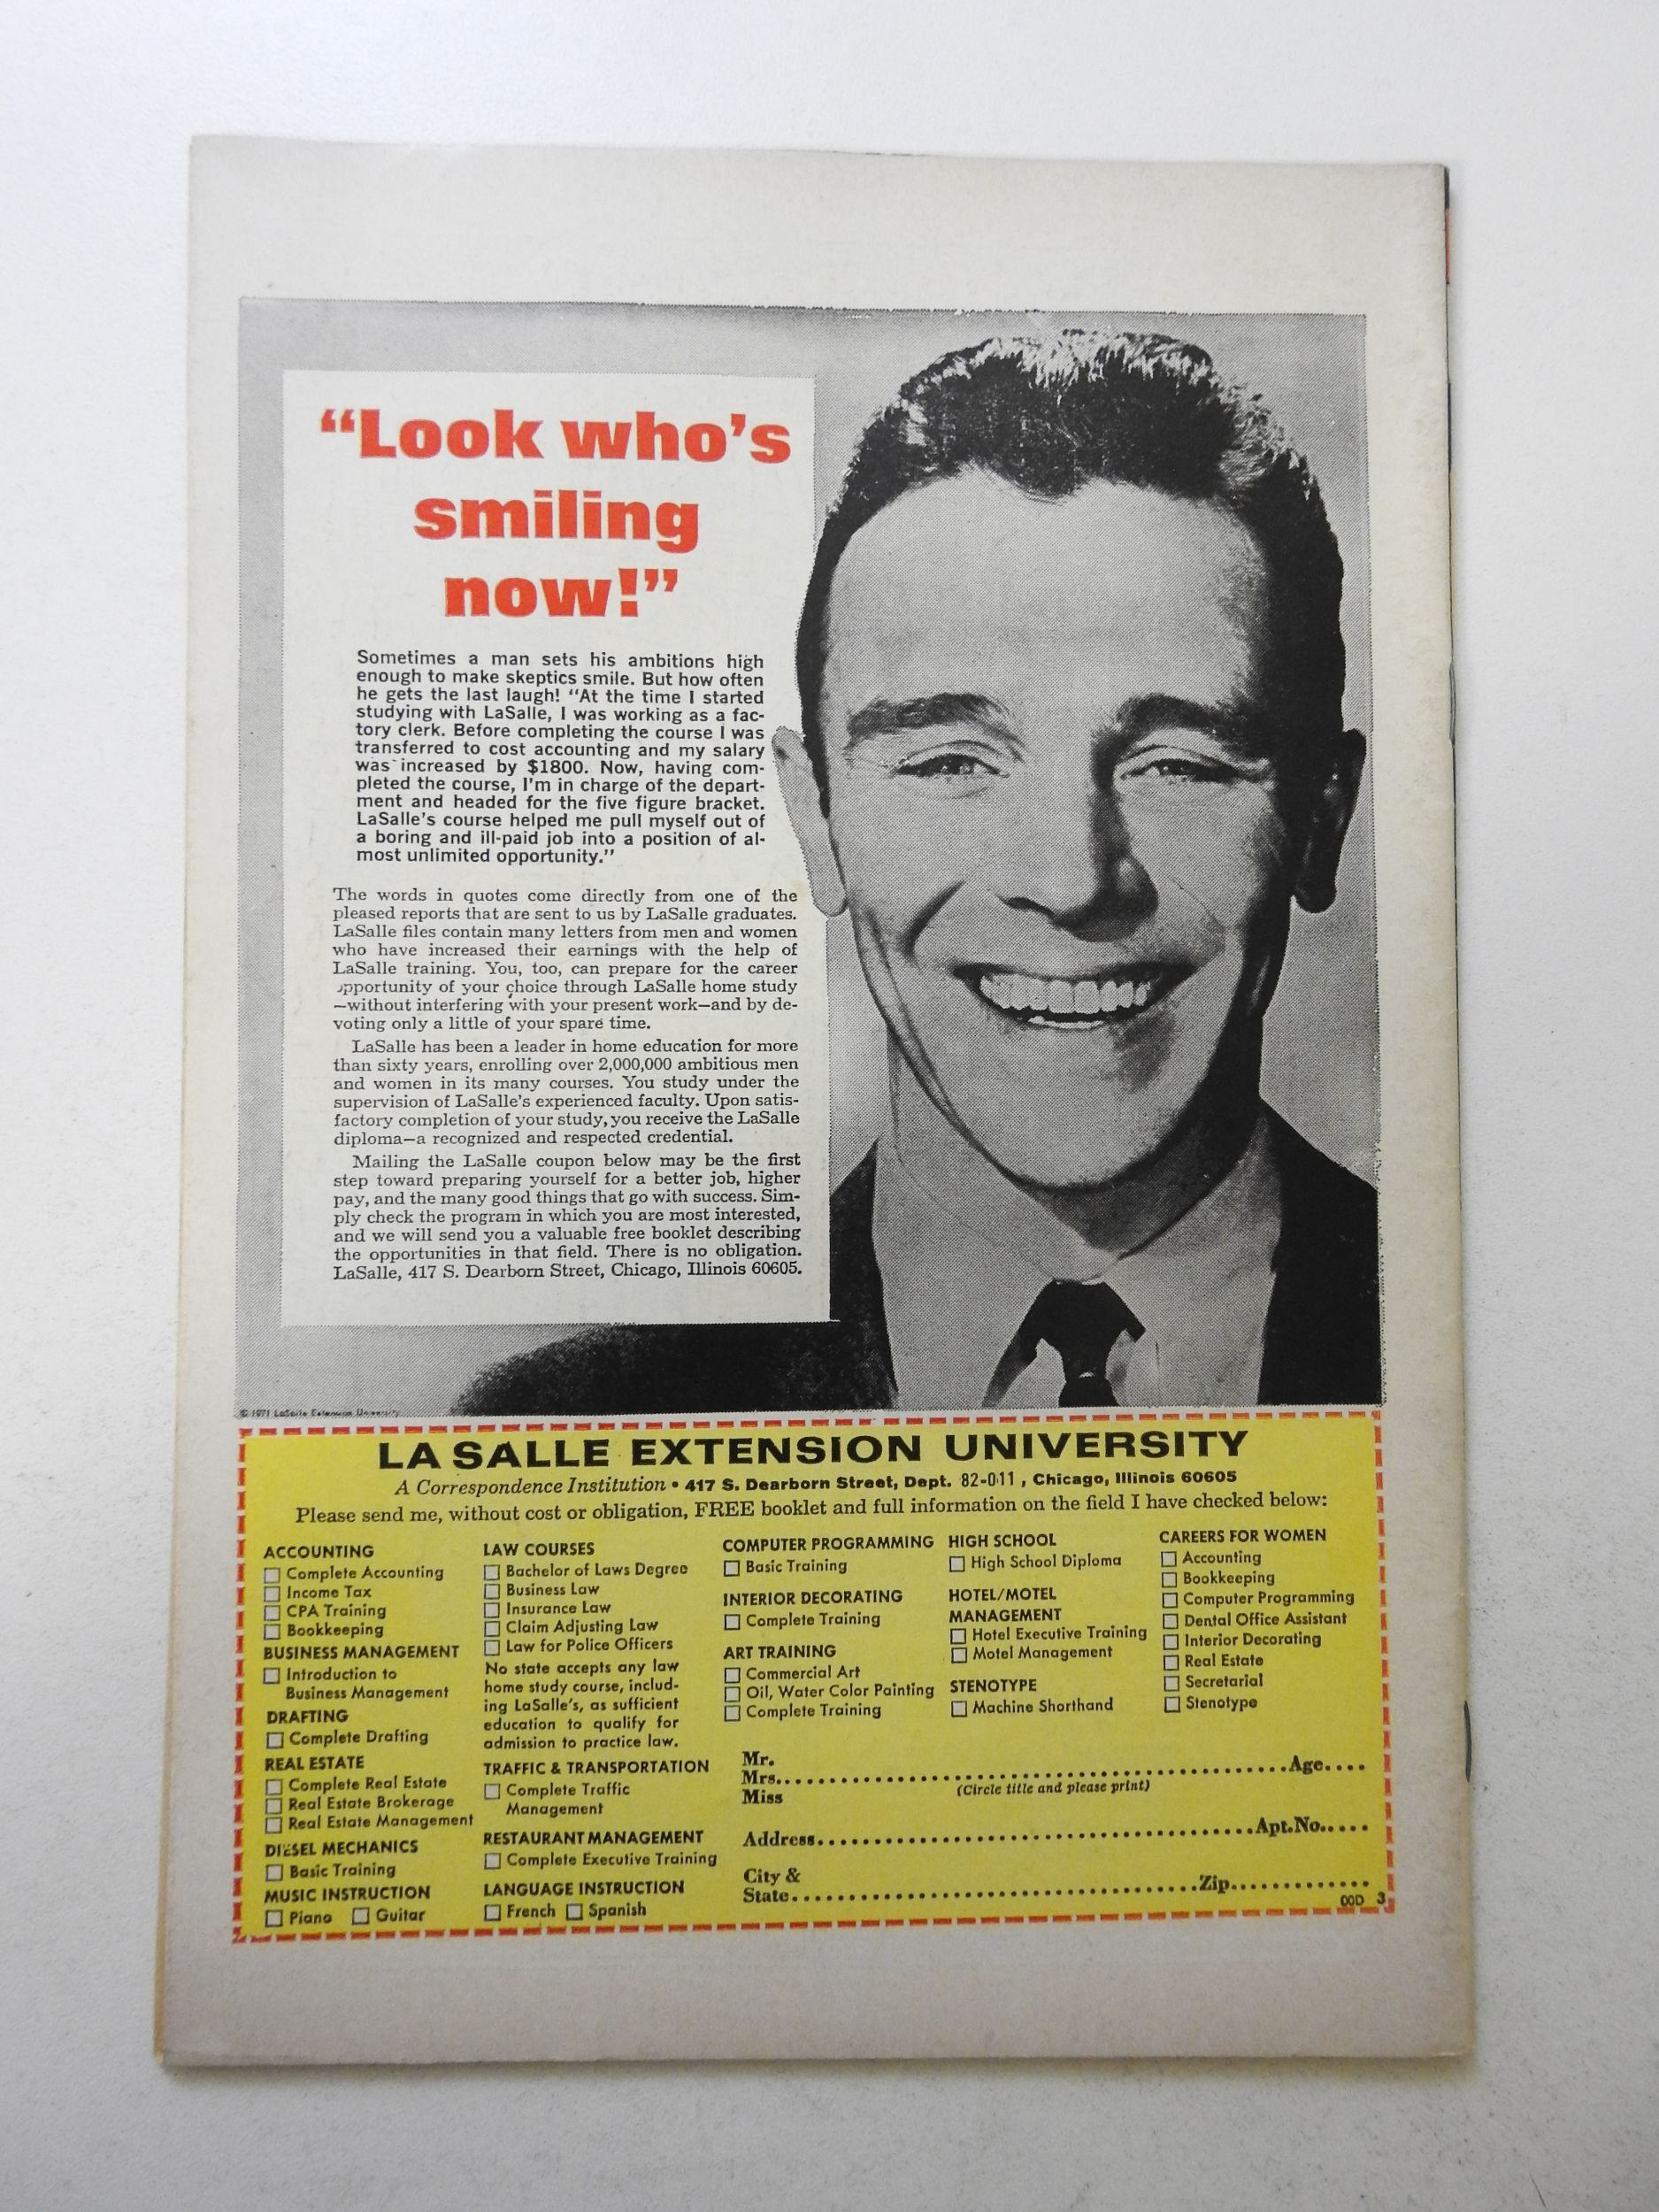 “Look who’s
smiling
now!”
Sometimes a man sets his ambitions high
enough to make skeptics smile. But how often
he gets the last laugh! “At the time I started
studying with LaSalle, I was working as a fac-
tory clerk. Before completing the course I was
transferred to cost accounting and my salary
was increased by $1800. Now, having com-
pleted the course, I’m in charge of the depart-
ment and headed for the five figure bracket.
LaSalle’s course helped me pull myself out of
a boring and ill-paid job into a position of al-
most unlimited opportunity.”
The words in quotes come directly from one of the
pleased reports that are sent to us by LaSalle graduates.
LaSalle files contain many letters from men and women
who have increased their earnings with the help of
LaSalle training. You, too, can prepare for the career
opportunity of your choice through LaSalle home study
—without interfering with your present work—and by de-
voting only a little of your spare time.
LaSalle has been a leader in home education for more
than sixty years, enrolling over 2,000,000 ambitious men
and women in its many courses. You study under the
supervision of LaSalle’s experienced faculty. Upon satis-
factory completion of your study, you receive the LaSalle
diploma—a recognized and respected credential.
Mailing the LaSalle coupon below may be the first
step toward preparing yourself for a better job, higher
pay, and the many good things that go with success. Sim-
ply check the program in which you are most interested,
and we will send you a valuable free booklet describing
the opportunities in that field. There is no obligation.
LaSalle, 417 S. Dearborn Street, Chicago, Illinois 60605.
© 1971 LaSalle Extension University
LA SALLE EXTENSION UNIVERSITY
A Correspondence Institution • 417 S. Dearborn Street, Dept. 82-011, Chicago, Illinois 60605
Please send me, without cost or obligation, FREE booklet and full information on the field I have checked below:
ACCOUNTING
Complete Accounting
Income Tax
CPA Training
Bookkeeping
BUSINESS MANAGEMENT
Introduction to
Business Management
DRAFTING
Complete Drafting
REAL ESTATE
Complete Real Estate
Real Estate Brokerage
Real Estate Management
DIESEL MECHANICS
Basic Training
MUSIC INSTRUCTION
Piano Guitar
LAW COURSES
Bachelor of Laws Degree
Business Law
Insurance Law
Claim Adjusting Law
Law for Police Officers
No state accepts any law
home study course, includ-
ing LaSalle’s, as sufficient
education to qualify for
admission to practice law.
TRAFFIC & TRANSPORTATION
Complete Traffic
Management
RESTAURANT MANAGEMENT
Complete Executive Training
LANGUAGE INSTRUCTION
French Spanish
COMPUTER PROGRAMMING
Basic Training
INTERIOR DECORATING
Complete Training
ART TRAINING
Commercial Art
Oil, Water Color Painting
Complete Training
HIGH SCHOOL
High School Diploma
HOTEL/MOTEL
MANAGEMENT
Hotel Executive Training
Motel Management
STENOTYPE
Machine Shorthand
CAREERS FOR WOMEN
Accounting
Bookkeeping
Computer Programming
Dental Office Assistant
Interior Decorating
Real Estate
Secretarial
Stenotype
Mr.
Mrs. Age
Miss (Circle title and please print)
Address Apt. No.
City &
State Zip
00D 3